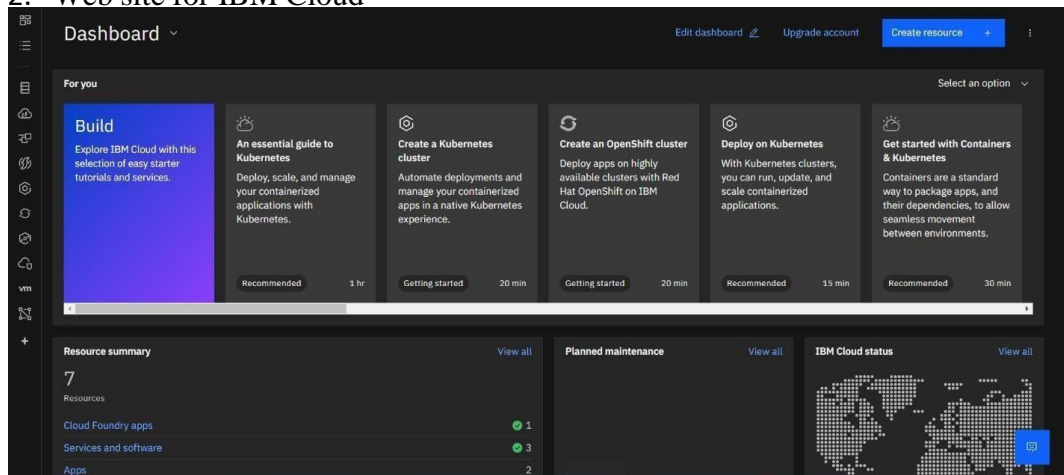 2. Web site for IBM Cloud
Dashboard
Edit dashboard
Upgrade account
Create resource +
For you
Select an option
Build
Explore IBM Cloud with this
selection of easy starter
tutorials and services.
An essential guide to
Kubernetes
Deploy, scale, and manage
your containerized
applications with
Kubernetes.
Recommended
1 hr
Create a Kubernetes
cluster
Automate deployments and
manage your containerized
apps in a native Kubernetes
experience.
Getting started
20 min
Create an OpenShift cluster
Deploy apps on highly
available clusters with Red
Hat OpenShift on IBM
Cloud.
Getting started
20 min
Deploy on Kubernetes
With Kubernetes clusters,
you can run, update, and
scale containerized
applications.
Recommended
15 min
Get started with Containers
& Kubernetes
Containers are a standard
way to package apps, and
their dependencies, to allow
seamless movement
between environments.
Recommended
30 min
vm
Resource summary
View all
7
Resources
Cloud Foundry apps
1
Services and software
3
Apps
2
Planned maintenance
View all
IBM Cloud status
View all